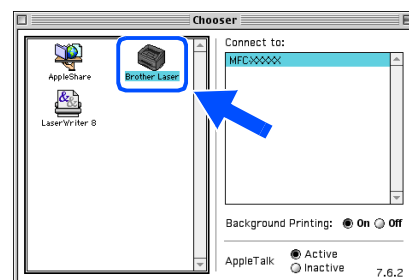 Chooser
AppleShare
Brother Laser
LaserWriter 8
Connect to:
MFC-XXXX
Background Printing: On Off
AppleTalk
Active
Inactive
7.6.2